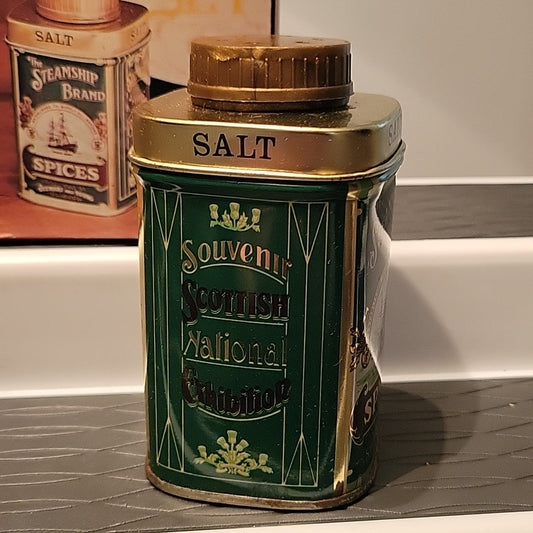 SALT
The
STEAMSHIP
BRAND
SPICES
SALT
Souvenir
SCOTTISH
National
Exhibition